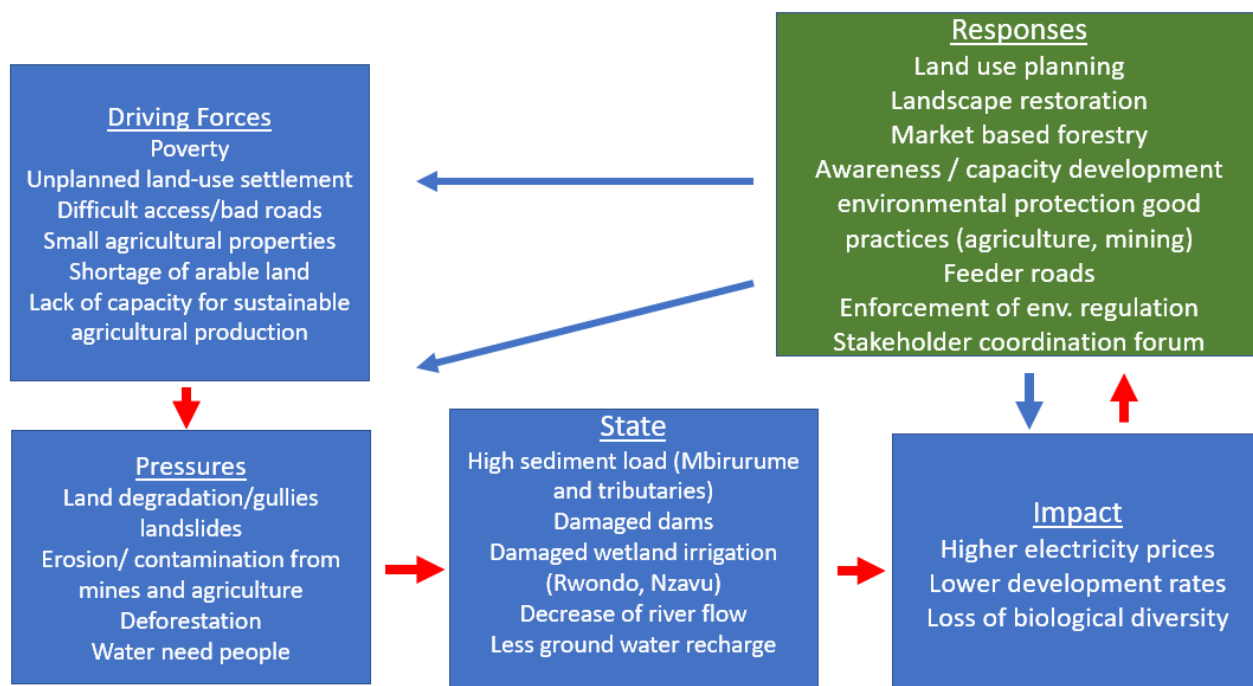 Driving Forces
Poverty
Unplanned land-use settlement
Difficult access/bad roads
Small agricultural properties
Shortage of arable land
Lack of capacity for sustainable
agricultural production
Responses
Land use planning
Landscape restoration
Market based forestry
Awareness / capacity development
environmental protection good
practices (agriculture, mining)
Feeder roads
Enforcement of env. regulation
Stakeholder coordination forum
Pressures
Land degradation/gullies
landslides
Erosion/ contamination from
mines and agriculture
Deforestation
Water need people
State
High sediment load (Mbirurume
and tributaries)
Damaged dams
Damaged wetland irrigation
(Rwondo, Nzavu)
Decrease of river flow
Less ground water recharge
Impact
Higher electricity prices
Lower development rates
Loss of biological diversity